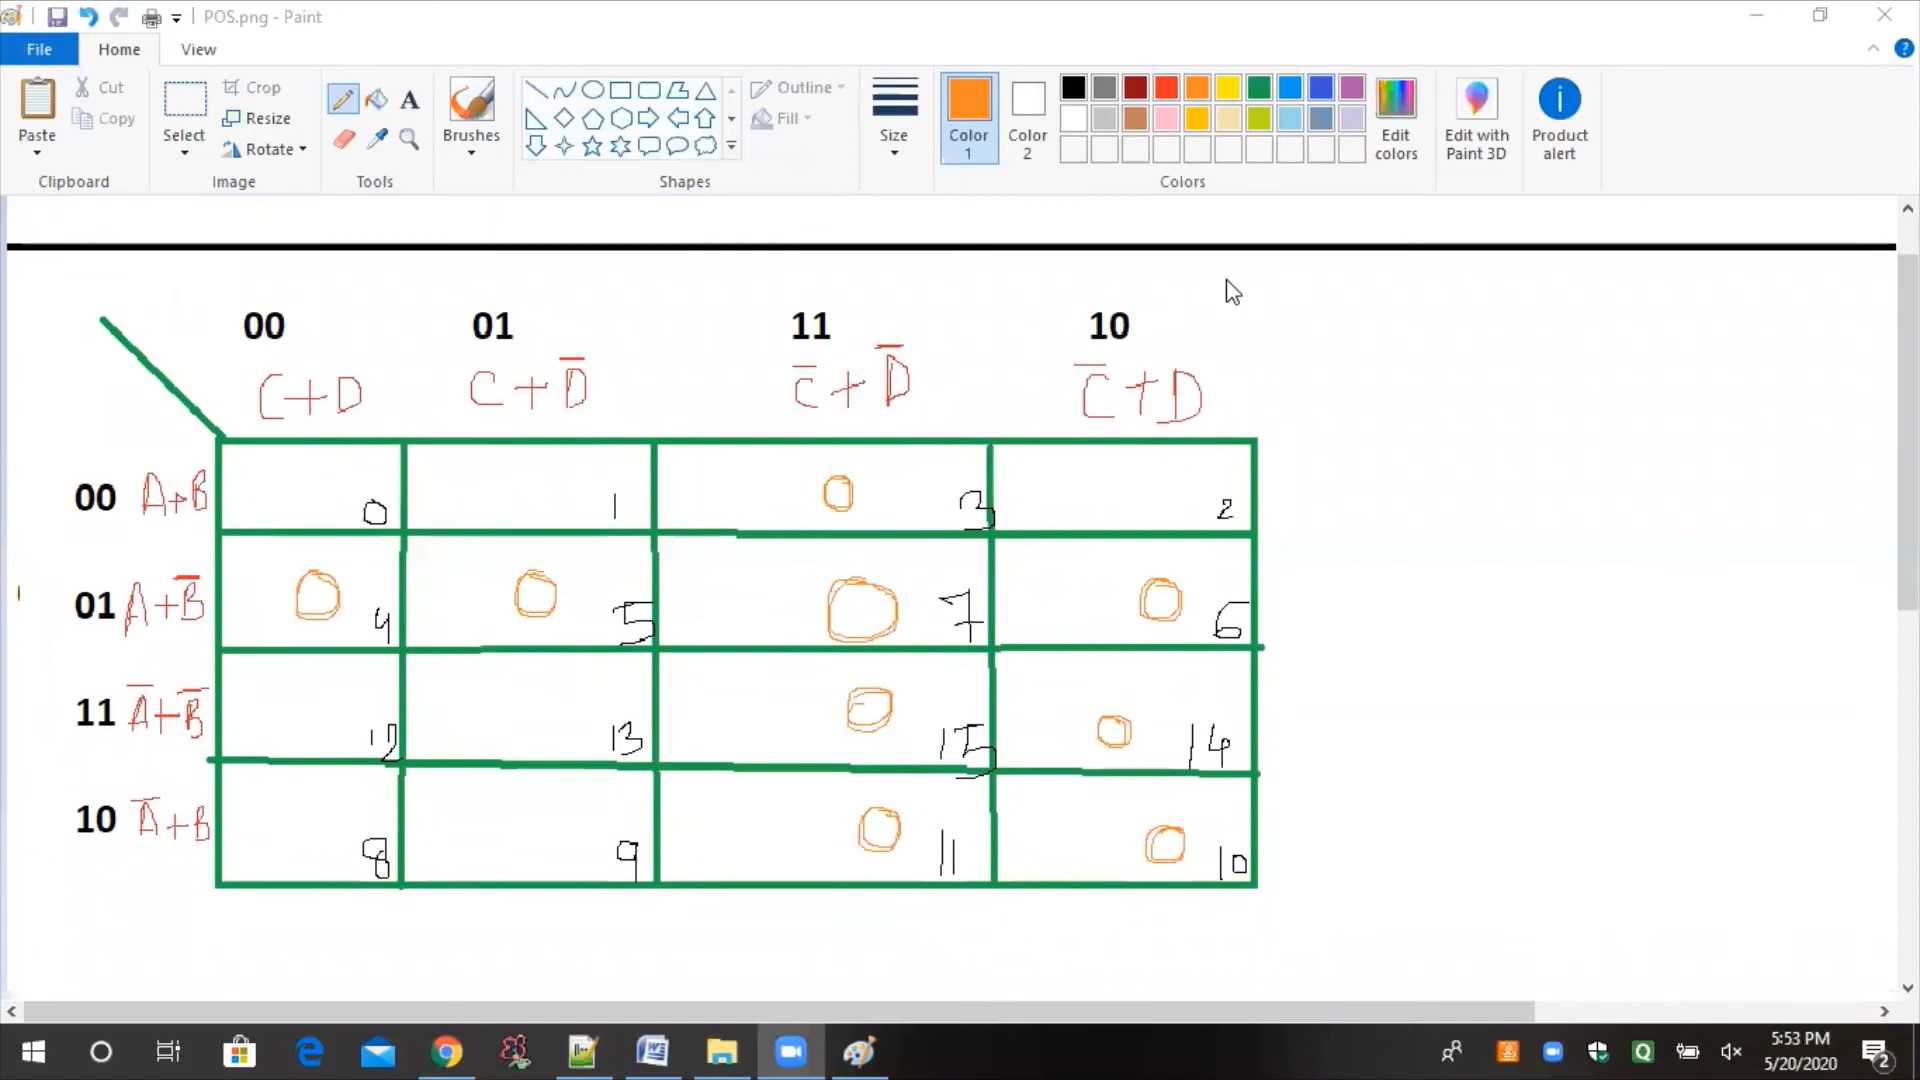 POS.png - Paint
File Home View
Paste
Cut
Copy
Clipboard
Select
Crop
Resize
Rotate
Image
A
Tools
Brushes
Shapes
Outline
Fill
Size
Color 1
Color 2
Edit colors
Edit with Paint 3D
Product alert
Colors
00 01 11 10
C+D C+D̅ C̅+D̅ C̅+D
00 A+B 0 1 0 3 2
01 A+B̅ 0 4 0 5 0 7 0 6
11 A̅+B̅ 12 13 0 15 0 14
10 A̅+B 8 9 0 11 0 10
5:53 PM
5/20/2020
2